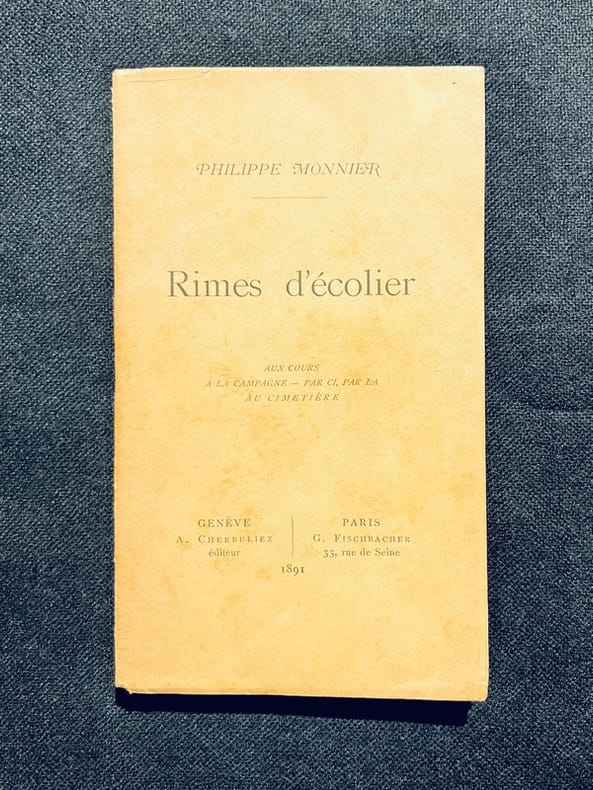 PHILIPPE MONNIER
Rimes d'écolier
AUX COURS
A LA CAMPAGNE — PAR CI, PAR LA
AU CIMETIÈRE
GENÈVE
A. CHERBULIEZ
éditeur
PARIS
G. FISCHBACHER
33, rue de Seine
1891